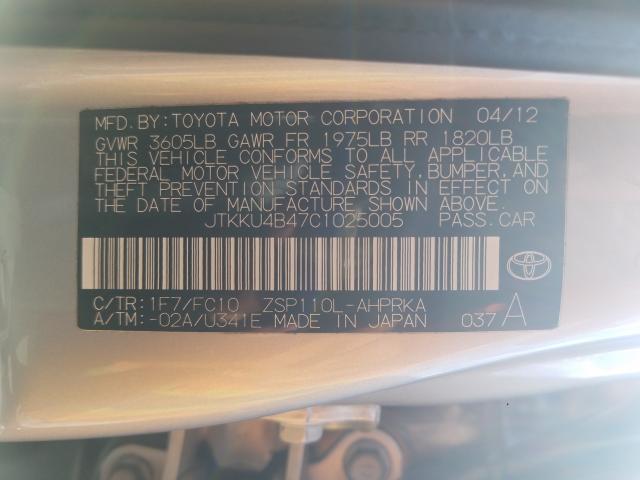 MFD. BY: TOYOTA MOTOR CORPORATION 04/12
GVWR 3605LB GAWR FR 1975LB RR 1820LB
THIS VEHICLE CONFORMS TO ALL APPLICABLE
FEDERAL MOTOR VEHICLE SAFETY, BUMPER, AND
THEFT PREVENTION STANDARDS IN EFFECT ON
THE DATE OF MANUFACTURE SHOWN ABOVE.
JTKKU4B47C1025005 PASS. CAR
C/TR: 1F7/FC10 ZSP110L-AHPRKA
A/TM: -02A/U341E MADE IN JAPAN 037 A